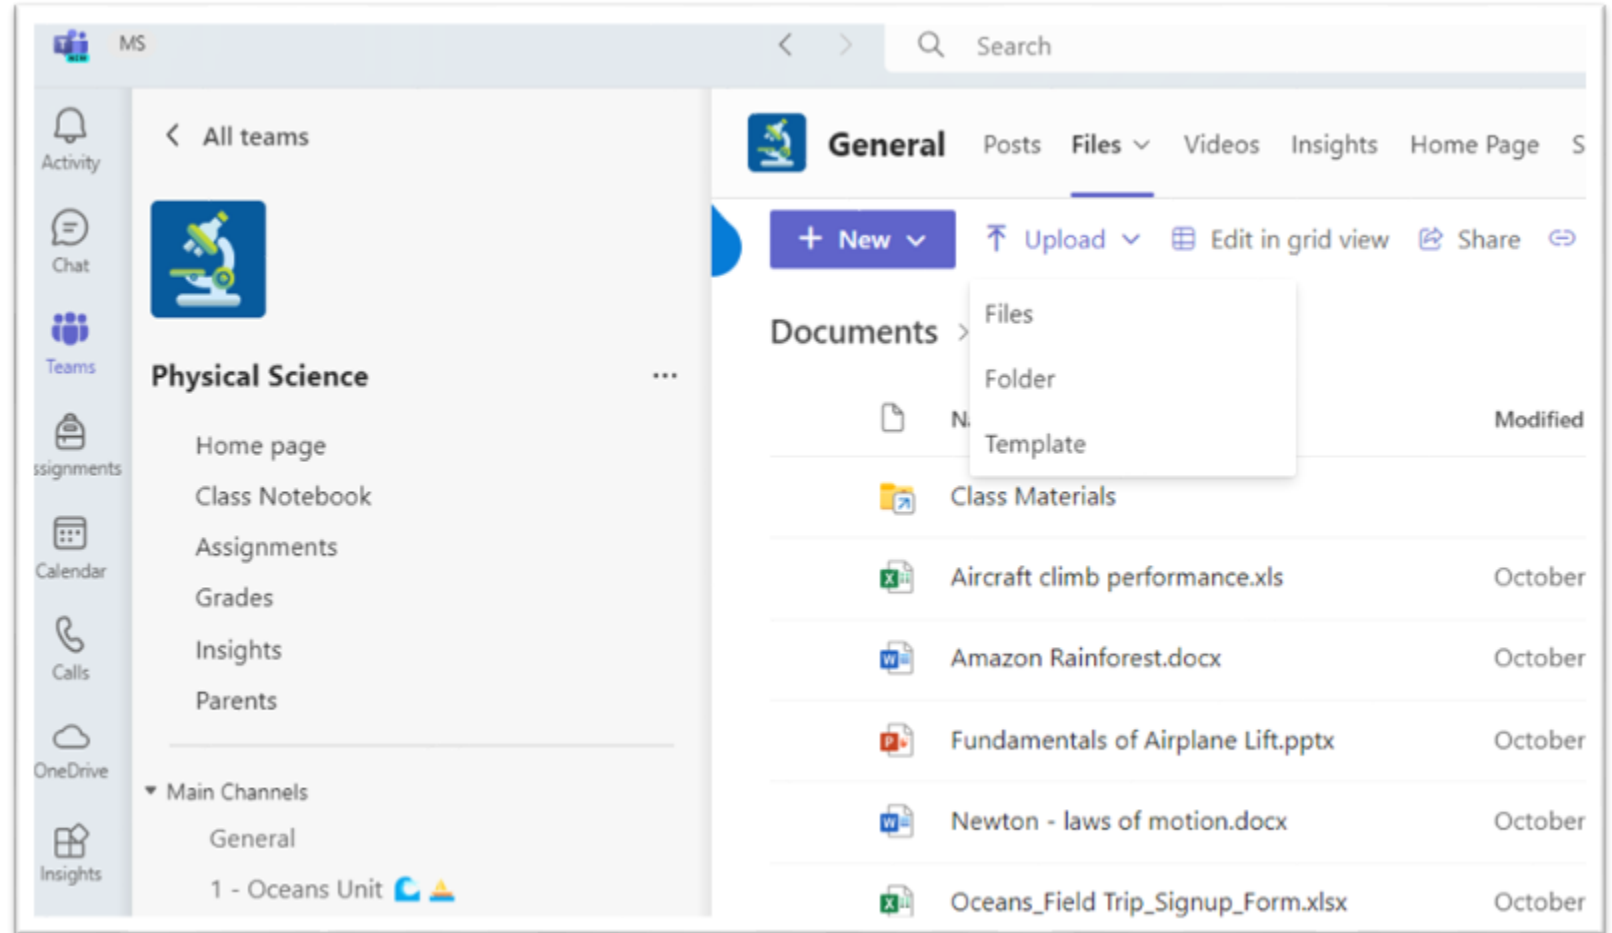 MS
Search
Activity
Chat
Teams
ssignments
Calendar
Calls
OneDrive
Insights
All teams
Physical Science
Home page
Class Notebook
Assignments
Grades
Insights
Parents
Main Channels
General
1 - Oceans Unit
General Posts Files Videos Insights Home Page S
+ New Upload Edit in grid view Share
Files
Folder
Template
Documents >
Modified
Class Materials
Aircraft climb performance.xls October
Amazon Rainforest.docx October
Fundamentals of Airplane Lift.pptx October
Newton - laws of motion.docx October
Oceans_Field Trip_Signup_Form.xlsx October